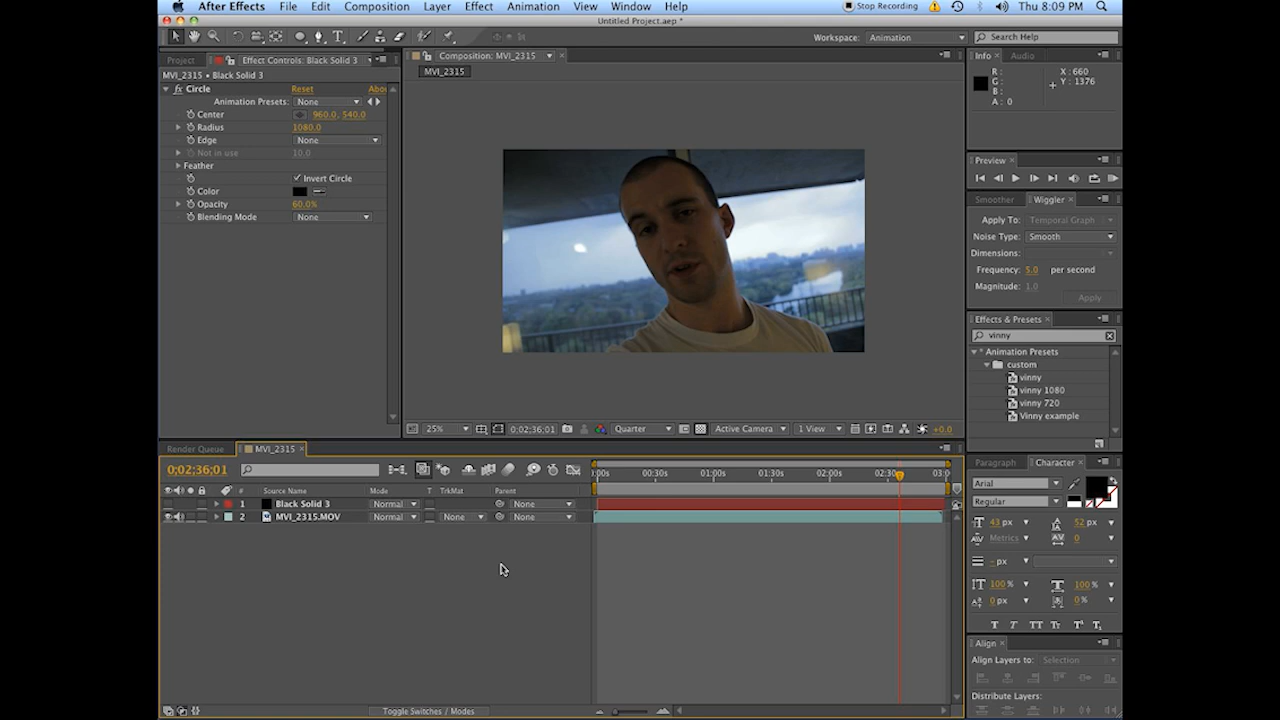 After Effects File Edit Composition Layer Effect Animation View Window Help Stop Recording Thu 8:09 PM
Untitled Project.aep *
Workspace: Animation Search Help
Project Effect Controls: Black Solid 3
MVI_2315 • Black Solid 3
fx Circle Reset Abou
Animation Presets: None
Center 960.0, 540.0
Radius 1080.0
Edge None
Not in use 10.0
Feather
Invert Circle
Color
Opacity 60.0%
Blending Mode None
Composition: MVI_2315
MVI_2315
25% 0;02;36;01 Quarter Active Camera 1 View +0.0
Info Audio
R: X: 660
G: Y: 1376
B:
A: 0
Preview
Smoother Wiggler
Apply To: Temporal Graph
Noise Type: Smooth
Dimensions:
Frequency: 5.0 per second
Magnitude: 1.0
Apply
Effects & Presets
vinny
* Animation Presets
custom
vinny
vinny 1080
vinny 720
Vinny example
Render Queue MVI_2315
0;02;36;01
:00s 00:30s 01:00s 01:30s 02:00s 02:30s 03:0
# Source Name Mode T TrkMat Parent
1 Black Solid 3 Normal None
2 MVI_2315.MOV Normal None None
Toggle Switches / Modes
Paragraph Character
Arial
Regular
43 px 52 px
Metrics 0
- px
100% 100%
0 px 0%
T T TT Tt T¹ T₁
Align
Align Layers to: Selection
Distribute Layers: